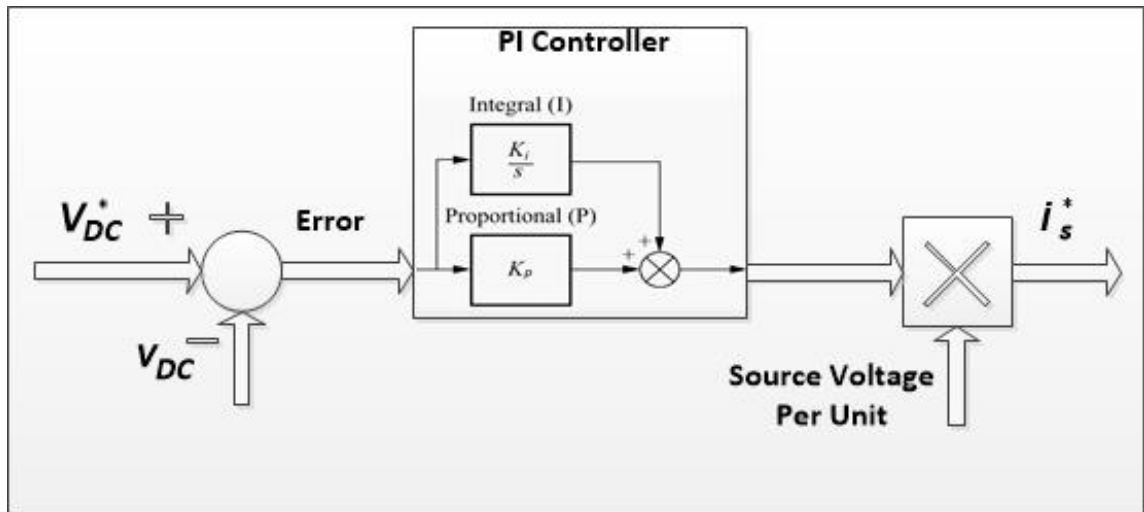 PI Controller
Integral (I)
K_i
s
Proportional (P)
V*_DC +
Error
K_P
+
+
i*_s
V_DC −
Source Voltage
Per Unit